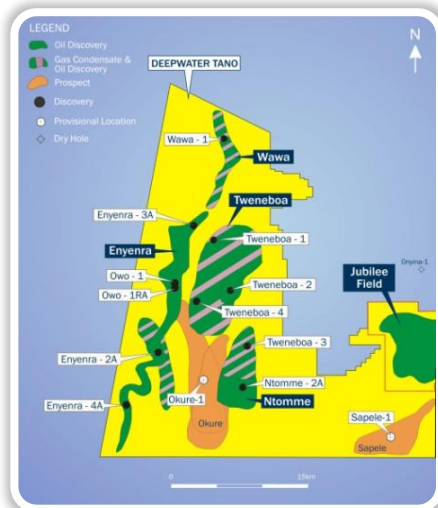 LEGEND
Oil Discovery
Gas Condensate &
Oil Discovery
Prospect
Discovery
Provisional Location
Dry Hole
N
DEEPWATER TANO
Wawa - 1
Wawa
Enyenra - 3A
Tweneboa
Enyenra
Tweneboa - 1
Owo - 1
Owo - 1RA
Tweneboa - 2
Tweneboa - 4
Onyina-1
Jubilee
Field
Enyenra - 2A
Tweneboa - 3
Okure-1
Ntomme - 2A
Enyenra - 4A
Ntomme
Okure
Sapele-1
Sapele
0
15km